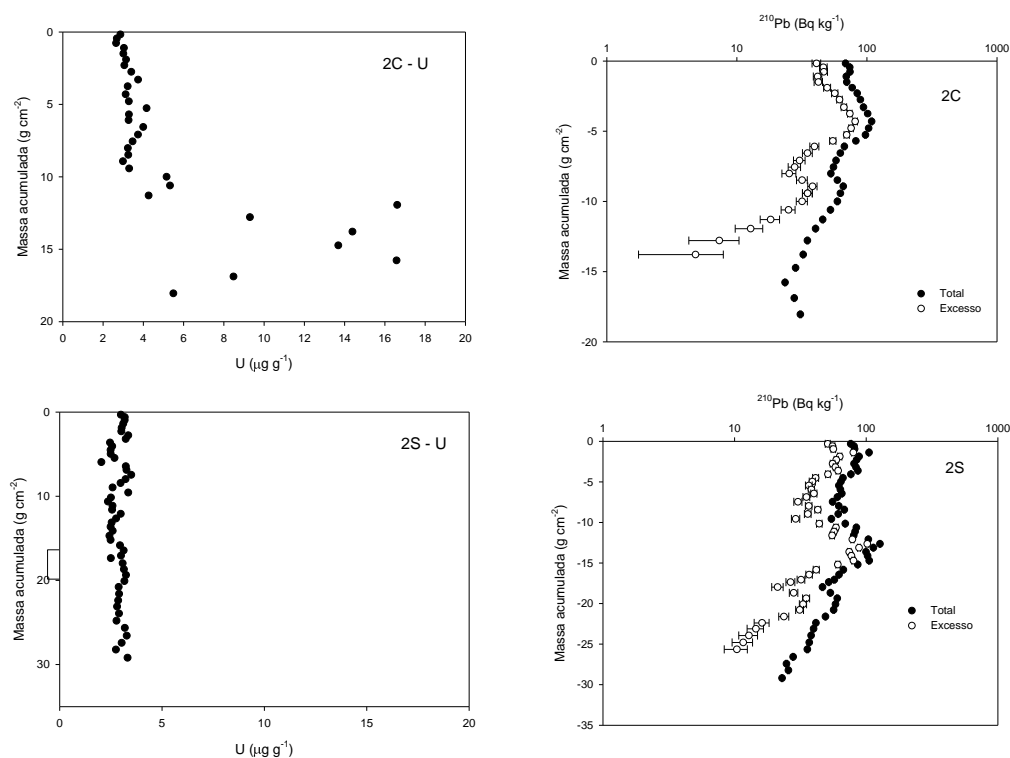 2C - U
Massa acumulada (g cm⁻²)
0
5
10
15
20
0 2 4 6 8 10 12 14 16 18 20
U (μg g⁻¹)
²¹⁰Pb (Bq kg⁻¹)
1 10 100 1000
2C
Massa acumulada (g cm⁻²)
0
-5
-10
-15
-20
Total
Excesso
2S - U
Massa acumulada (g cm⁻²)
0
10
20
30
0 5 10 15 20
U (μg g⁻¹)
²¹⁰Pb (Bq kg⁻¹)
1 10 100 1000
2S
Massa acumulada (g cm⁻²)
0
-5
-10
-15
-20
-25
-30
-35
Total
Excesso